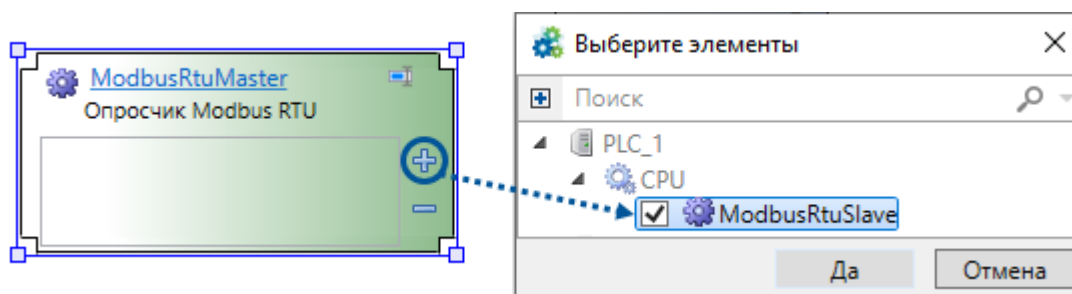 ModbusRtuMaster
Опросчик Modbus RTU
Выберите элементы
Поиск
PLC_1
CPU
ModbusRtuSlave
Да
Отмена